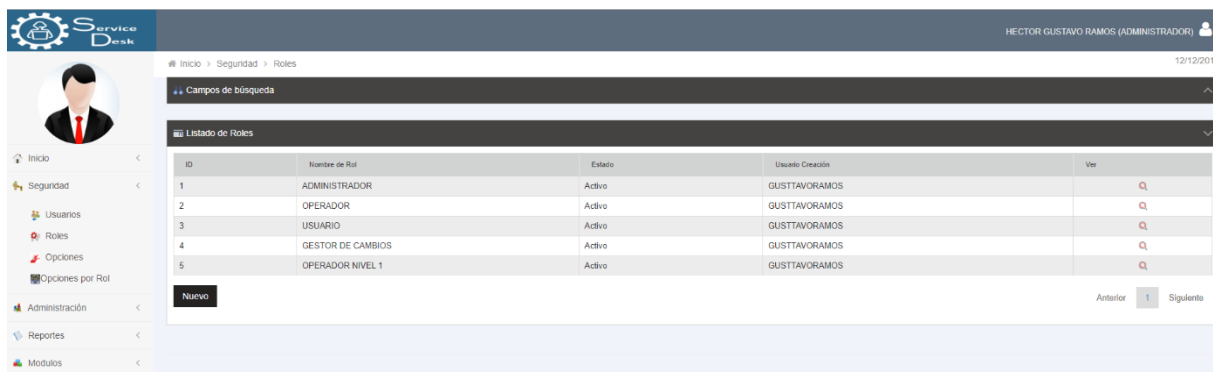 Service Desk
HECTOR GUSTAVO RAMOS (ADMINISTRADOR)
Inicio > Seguridad > Roles
12/12/201
Campos de búsqueda
Listado de Roles
Inicio
Seguridad
Usuarios
Roles
Opciones
Opciones por Rol
Administración
Reportes
Modulos
ID Nombre de Rol Estado Usuario Creación Ver
1 ADMINISTRADOR Activo GUSTTAVORAMOS
2 OPERADOR Activo GUSTTAVORAMOS
3 USUARIO Activo GUSTTAVORAMOS
4 GESTOR DE CAMBIOS Activo GUSTTAVORAMOS
5 OPERADOR NIVEL 1 Activo GUSTTAVORAMOS
Nuevo
Anterior 1 Siguiente